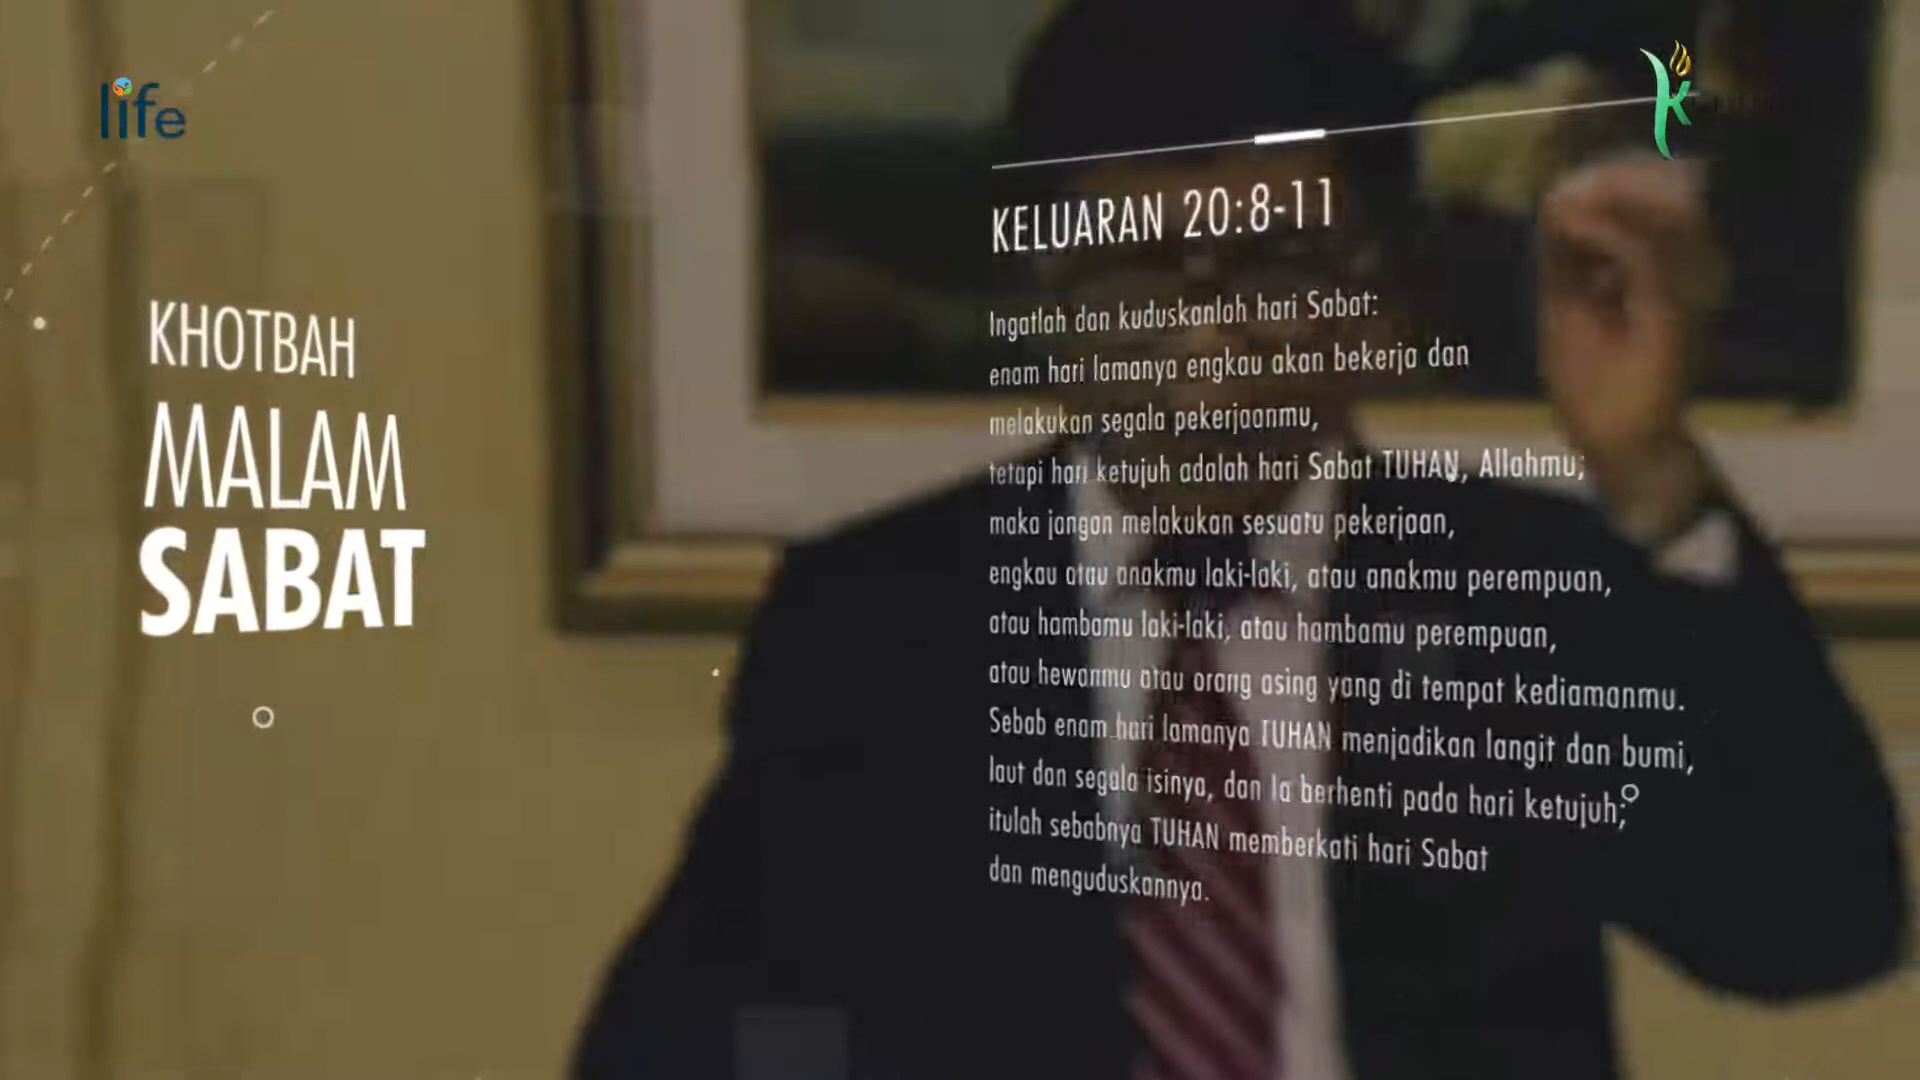 life
KHOTBAH
MALAM
SABAT
KELUARAN 20:8-11
Ingatlah dan kuduskanlah hari Sabat:
enam hari lamanya engkau akan bekerja dan
melakukan segala pekerjaanmu,
tetapi hari ketujuh adalah hari Sabat TUHAN, Allahmu;
maka jangan melakukan sesuatu pekerjaan,
engkau atau anakmu laki-laki, atau anakmu perempuan,
atau hambamu laki-laki, atau hambamu perempuan,
atau hewanmu atau orang asing yang di tempat kediamanmu.
Sebab enam hari lamanya TUHAN menjadikan langit dan bumi,
laut dan segala isinya, dan Ia berhenti pada hari ketujuh;
itulah sebabnya TUHAN memberkati hari Sabat
dan menguduskannya.